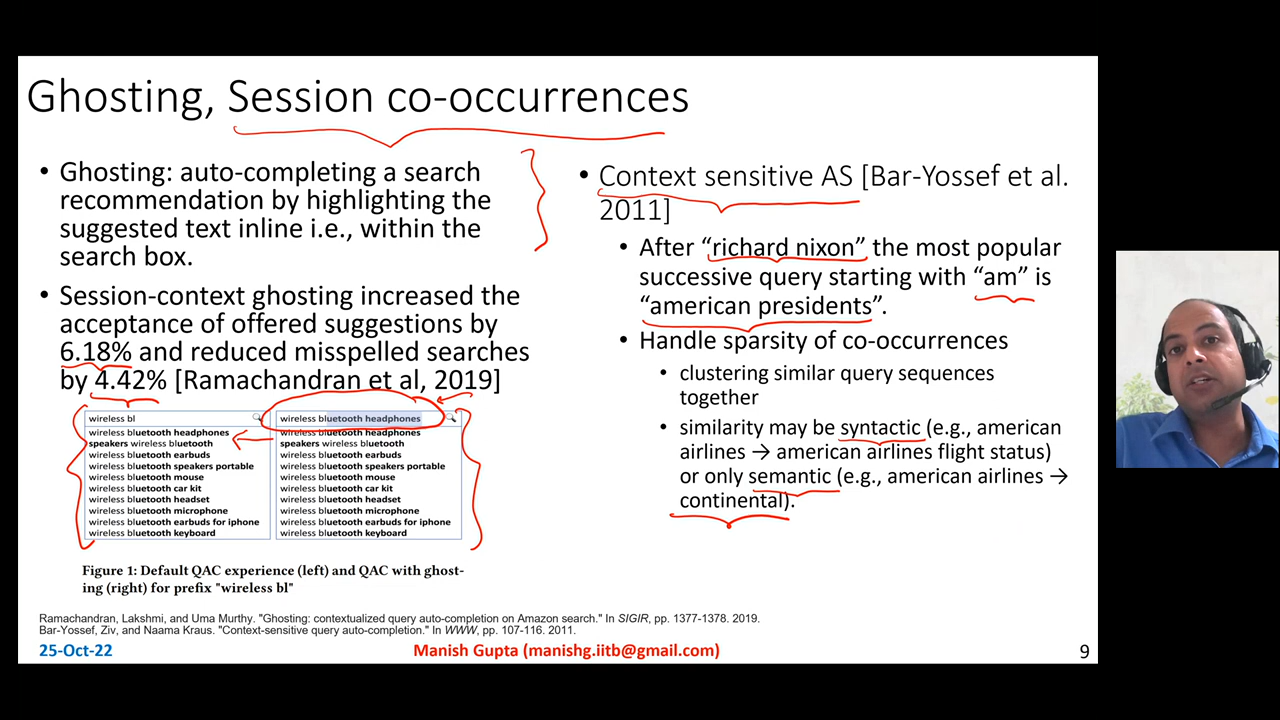 Ghosting, Session co-occurrences
• Ghosting: auto-completing a search
recommendation by highlighting the
suggested text inline i.e., within the
search box.
• Session-context ghosting increased the
acceptance of offered suggestions by
6.18% and reduced misspelled searches
by 4.42% [Ramachandran et al, 2019]
wireless bl
wireless bluetooth headphones
speakers wireless bluetooth
wireless bluetooth earbuds
wireless bluetooth speakers portable
wireless bluetooth mouse
wireless bluetooth car kit
wireless bluetooth headset
wireless bluetooth microphone
wireless bluetooth earbuds for iphone
wireless bluetooth keyboard
wireless bluetooth headphones
wireless bluetooth headphones
speakers wireless bluetooth
wireless bluetooth earbuds
wireless bluetooth speakers portable
wireless bluetooth mouse
wireless bluetooth car kit
wireless bluetooth headset
wireless bluetooth microphone
wireless bluetooth earbuds for iphone
wireless bluetooth keyboard
Figure 1: Default QAC experience (left) and QAC with ghost-
ing (right) for prefix "wireless bl"
• Context sensitive AS [Bar-Yossef et al.
2011]
• After “richard nixon” the most popular
successive query starting with “am” is
“american presidents”.
• Handle sparsity of co-occurrences
• clustering similar query sequences
together
• similarity may be syntactic (e.g., american
airlines → american airlines flight status)
or only semantic (e.g., american airlines →
continental).
Ramachandran, Lakshmi, and Uma Murthy. "Ghosting: contextualized query auto-completion on Amazon search." In SIGIR, pp. 1377-1378. 2019.
Bar-Yossef, Ziv, and Naama Kraus. "Context-sensitive query auto-completion." In WWW, pp. 107-116. 2011.
25-Oct-22
Manish Gupta (manishg.iitb@gmail.com)
9